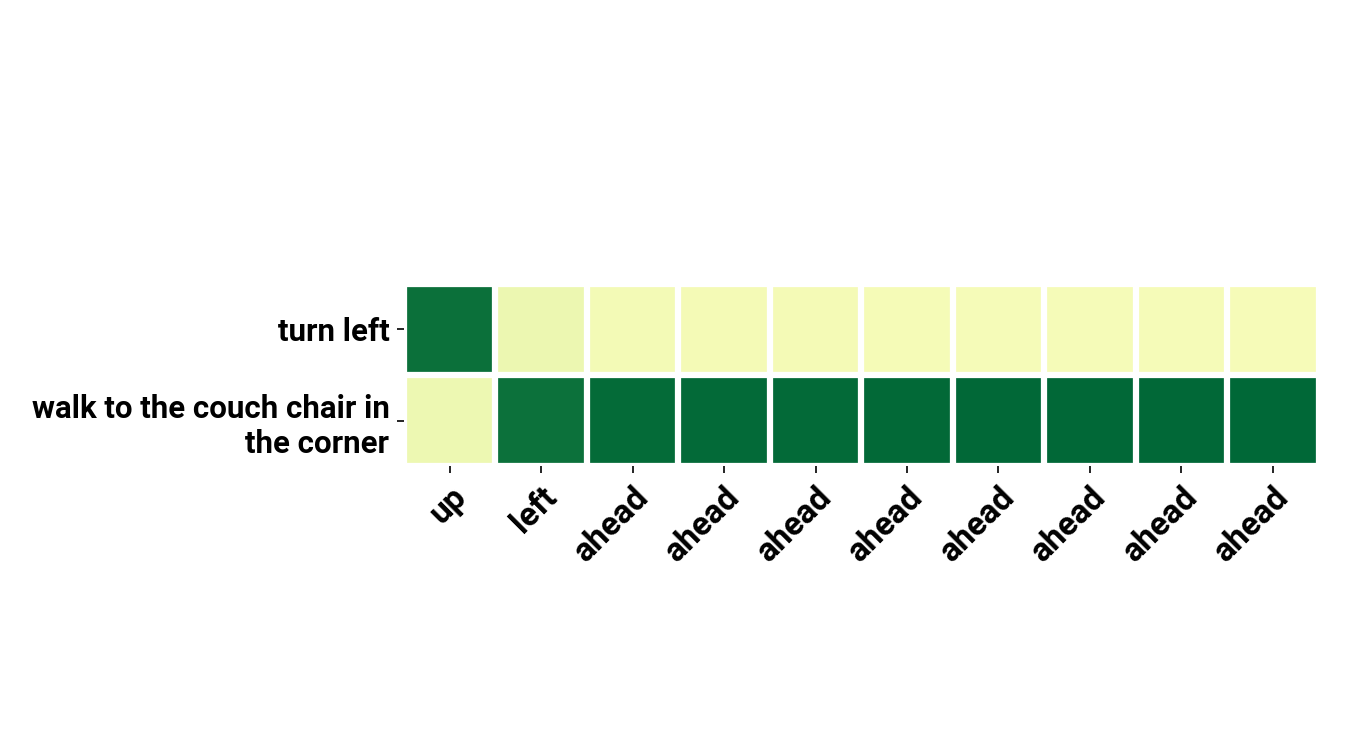 turn left
walk to the couch chair in
the corner
up
left
ahead
ahead
ahead
ahead
ahead
ahead
ahead
ahead